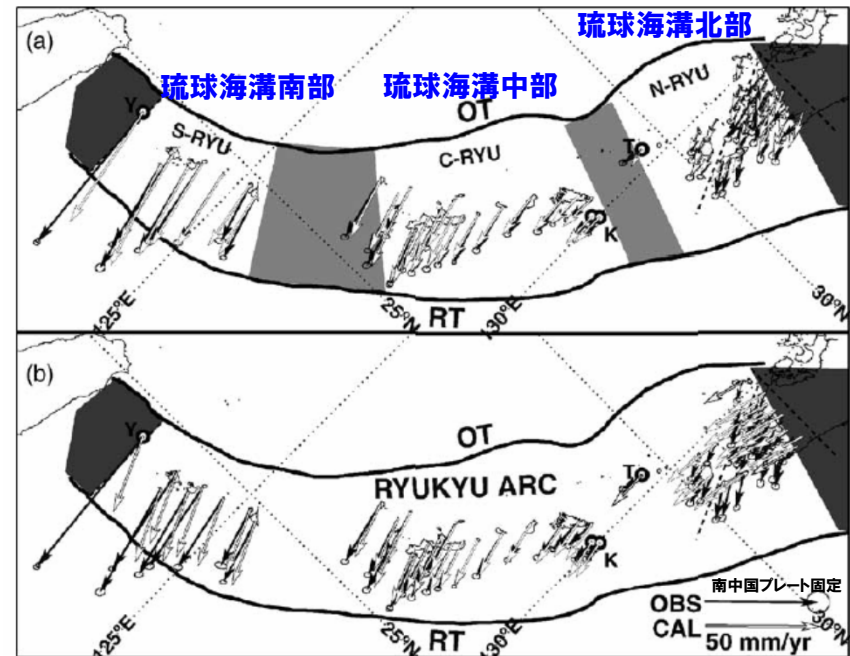 (a)
琉球海溝南部
琉球海溝中部
琉球海溝北部
OT
N-RYU
Y
S-RYU
C-RYU
T
K
125°E
25°N
RT
130°E
30°N
(b)
Y
OT
RYUKYU ARC
T
K
南中国プレート固定
OBS
CAL
50 mm/yr
125°E
25°N
RT
130°E
30°N